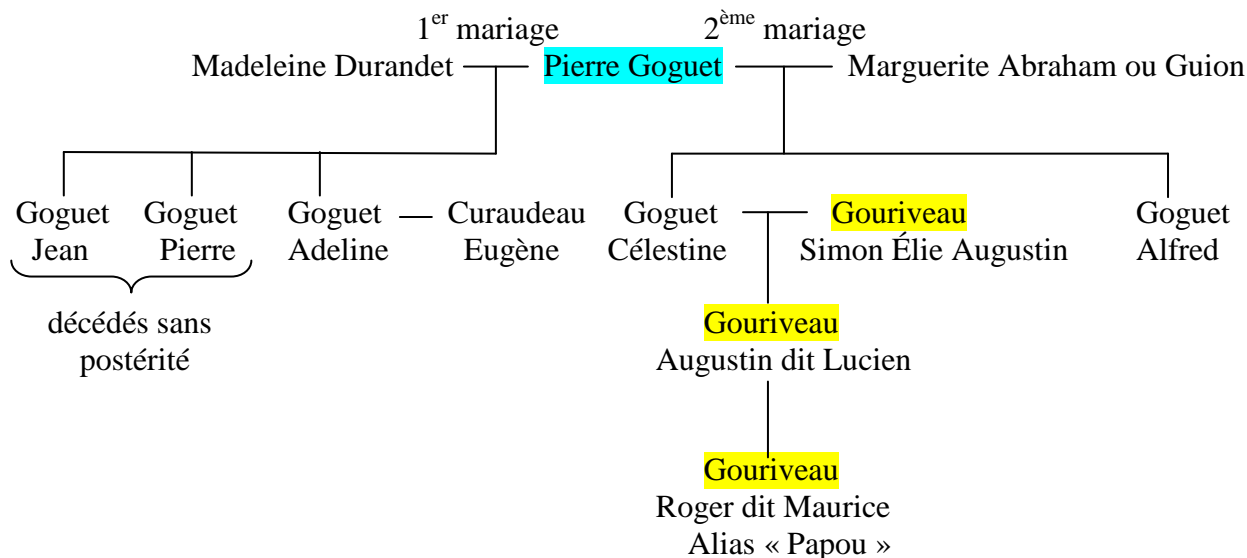 1er mariage 2ème mariage
Madeleine Durandet Pierre Goguet Marguerite Abraham ou Guion
Goguet Goguet Goguet Curaudeau Goguet Gouriveau Goguet
Jean Pierre Adeline Eugène Célestine Simon Élie Augustin Alfred
décédés sans
postérité
Gouriveau
Augustin dit Lucien
Gouriveau
Roger dit Maurice
Alias « Papou »